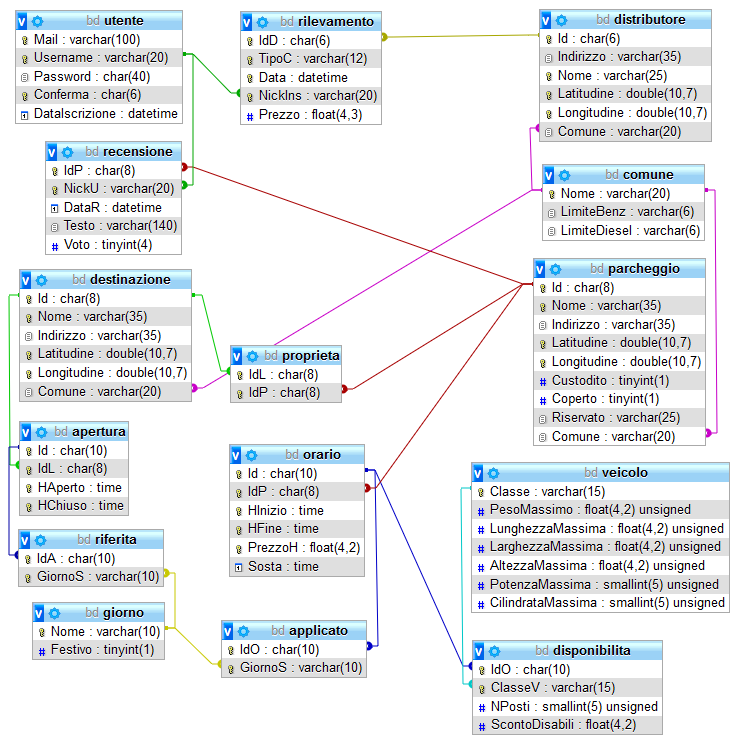 v bd utente
Mail : varchar(100)
Username : varchar(20)
Password : char(40)
Conferma : char(6)
DataIscrizione : datetime
v bd rilevamento
IdD : char(6)
TipoC : varchar(12)
Data : datetime
NickIns : varchar(20)
# Prezzo : float(4,3)
v bd distributore
Id : char(6)
Indirizzo : varchar(35)
Nome : varchar(25)
Latitudine : double(10,7)
Longitudine : double(10,7)
Comune : varchar(20)
v bd recensione
IdP : char(8)
NickU : varchar(20)
DataR : datetime
Testo : varchar(140)
# Voto : tinyint(4)
v bd comune
Nome : varchar(20)
LimiteBenz : varchar(6)
LimiteDiesel : varchar(6)
v bd destinazione
Id : char(8)
Nome : varchar(35)
Indirizzo : varchar(35)
Latitudine : double(10,7)
Longitudine : double(10,7)
Comune : varchar(20)
v bd proprieta
IdL : char(8)
IdP : char(8)
v bd parcheggio
Id : char(8)
Nome : varchar(35)
Indirizzo : varchar(35)
Latitudine : double(10,7)
Longitudine : double(10,7)
# Custodito : tinyint(1)
# Coperto : tinyint(1)
Riservato : varchar(25)
Comune : varchar(20)
v bd apertura
Id : char(10)
IdL : char(8)
HAperto : time
HChiuso : time
v bd orario
Id : char(10)
IdP : char(8)
HInizio : time
HFine : time
PrezzoH : float(4,2)
Sosta : time
v bd veicolo
Classe : varchar(15)
# PesoMassimo : float(4,2) unsigned
# LunghezzaMassima : float(4,2) unsigned
# LarghezzaMassima : float(4,2) unsigned
# AltezzaMassima : float(4,2) unsigned
# PotenzaMassima : smallint(5) unsigned
# CilindrataMassima : smallint(5) unsigned
v bd riferita
IdA : char(10)
GiornoS : varchar(10)
v bd giorno
Nome : varchar(10)
# Festivo : tinyint(1)
v bd applicato
IdO : char(10)
GiornoS : varchar(10)
v bd disponibilita
IdO : char(10)
ClasseV : varchar(15)
# NPosti : smallint(5) unsigned
# ScontoDisabili : float(4,2)